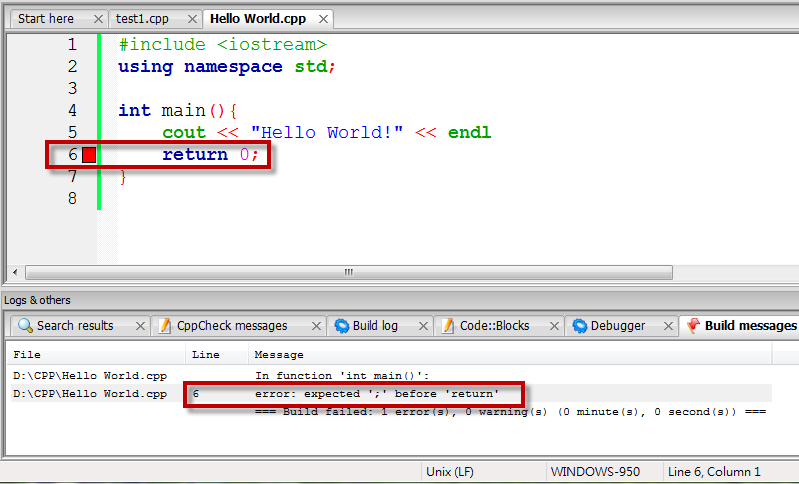 Start here test1.cpp Hello World.cpp
1 #include <iostream>
2 using namespace std;
3
4 int main(){
5 cout << "Hello World!" << endl
6 return 0;
7 }
8
Logs & others
Search results CppCheck messages Build log Code::Blocks Debugger Build messages
File Line Message
D:\CPP\Hello World.cpp In function 'int main()':
D:\CPP\Hello World.cpp 6 error: expected ';' before 'return'
=== Build failed: 1 error(s), 0 warning(s) (0 minute(s), 0 second(s)) ===
Unix (LF) WINDOWS-950 Line 6, Column 1